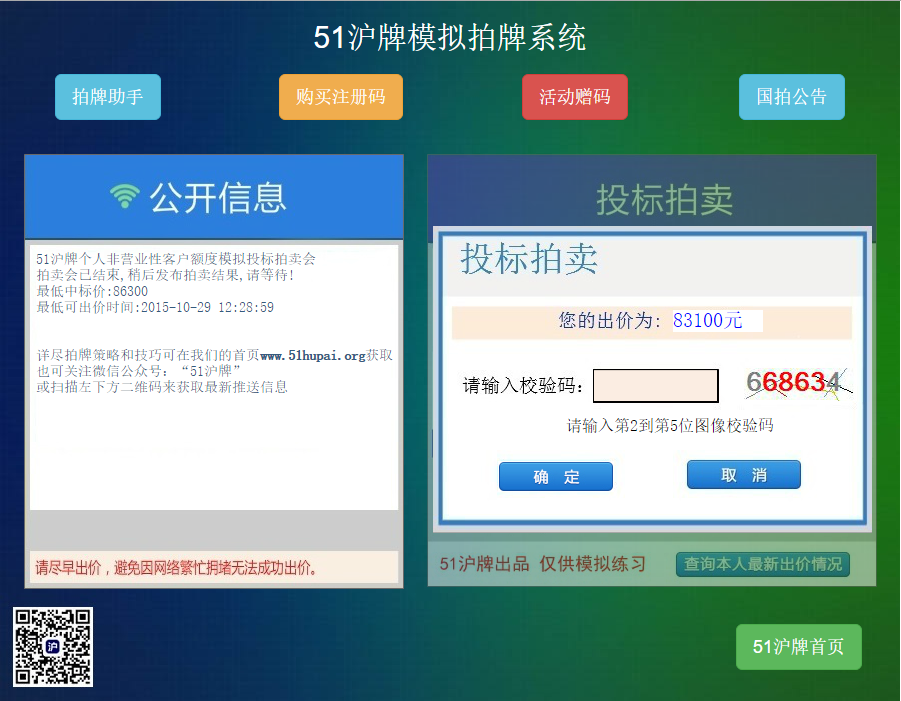 51沪牌模拟拍牌系统
拍牌助手
购买注册码
活动赠码
国拍公告
公开信息
51沪牌个人非营业性客户额度模拟投标拍卖会
拍卖会已结束,稍后发布拍卖结果,请等待!
最低中标价:86300
最低可出价时间:2015-10-29 12:28:59
详尽拍牌策略和技巧可在我们的首页www.51hupai.org获取
也可关注微信公众号：“51沪牌”
或扫描左下方二维码来获取最新推送信息
请尽早出价，避免因网络繁忙拥堵无法成功出价。
投标拍卖
投标拍卖
您的出价为：83100元
请输入校验码： 668634
请输入第2到第5位图像校验码
确 定
取 消
51沪牌出品 仅供模拟练习
查询本人最新出价情况
沪
51沪牌首页